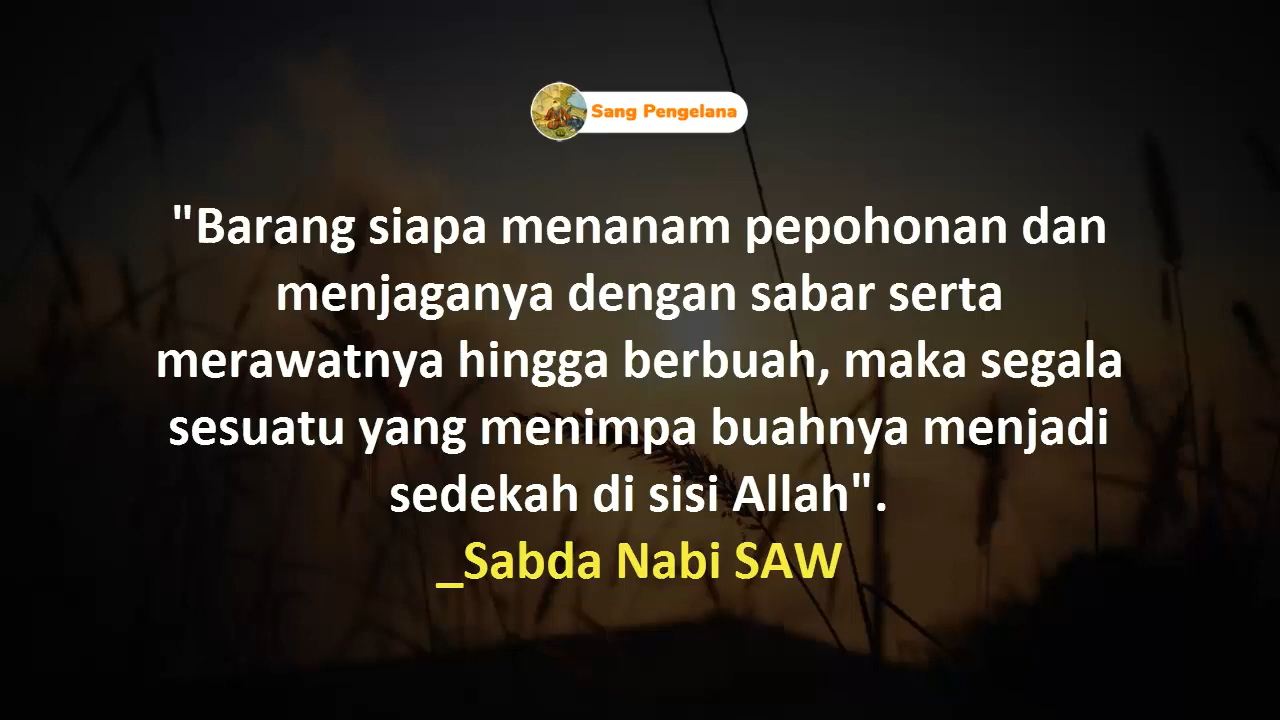 Sang Pengelana
"Barang siapa menanam pepohonan dan
menjaganya dengan sabar serta
merawatnya hingga berbuah, maka segala
sesuatu yang menimpa buahnya menjadi
sedekah di sisi Allah".
_Sabda Nabi SAW